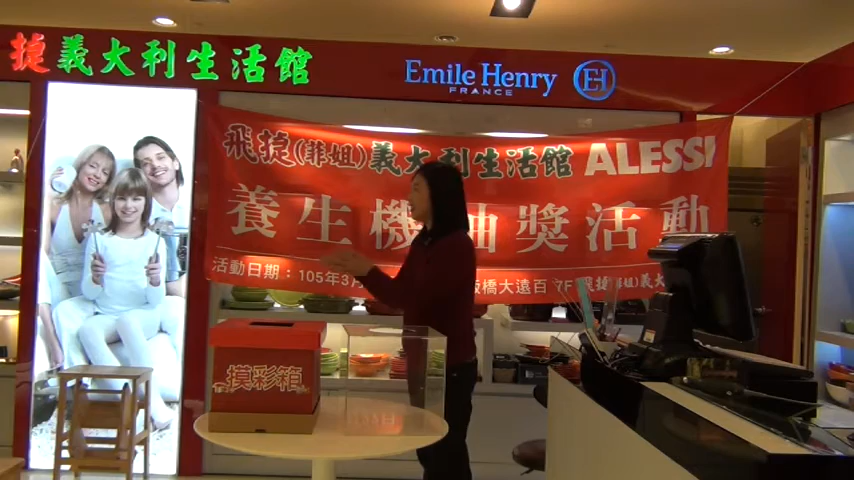 捷義大利生活館
Emile Henry
FRANCE
EH
飛捷(菲姐)義大利生活館 ALESSI
養生機抽獎活動
活動日期：105年3月
板橋大遠百 7F 飛捷(菲姐)義大
摸彩箱